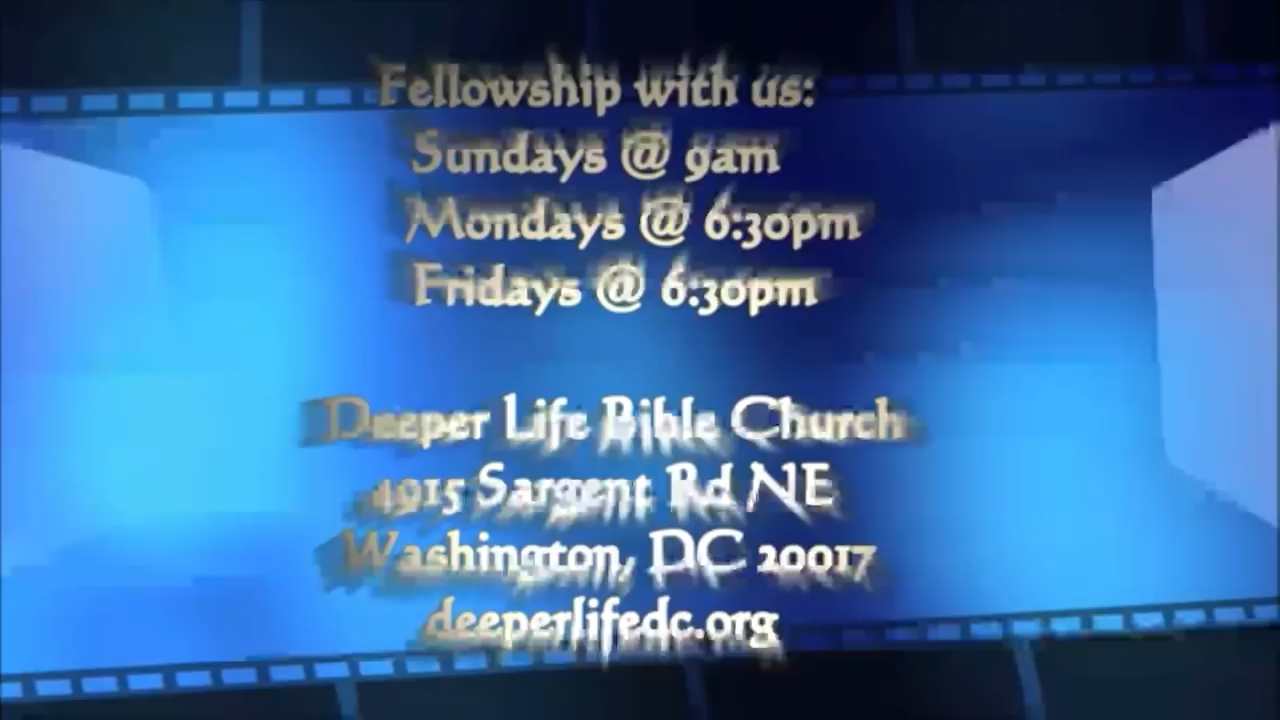 Fellowship with us:
Sundays @ 9am
Mondays @ 6:30pm
Fridays @ 6:30pm
Deeper Life Bible Church
4915 Sargent Rd NE
Washington, DC 20017
deeperlifedc.org